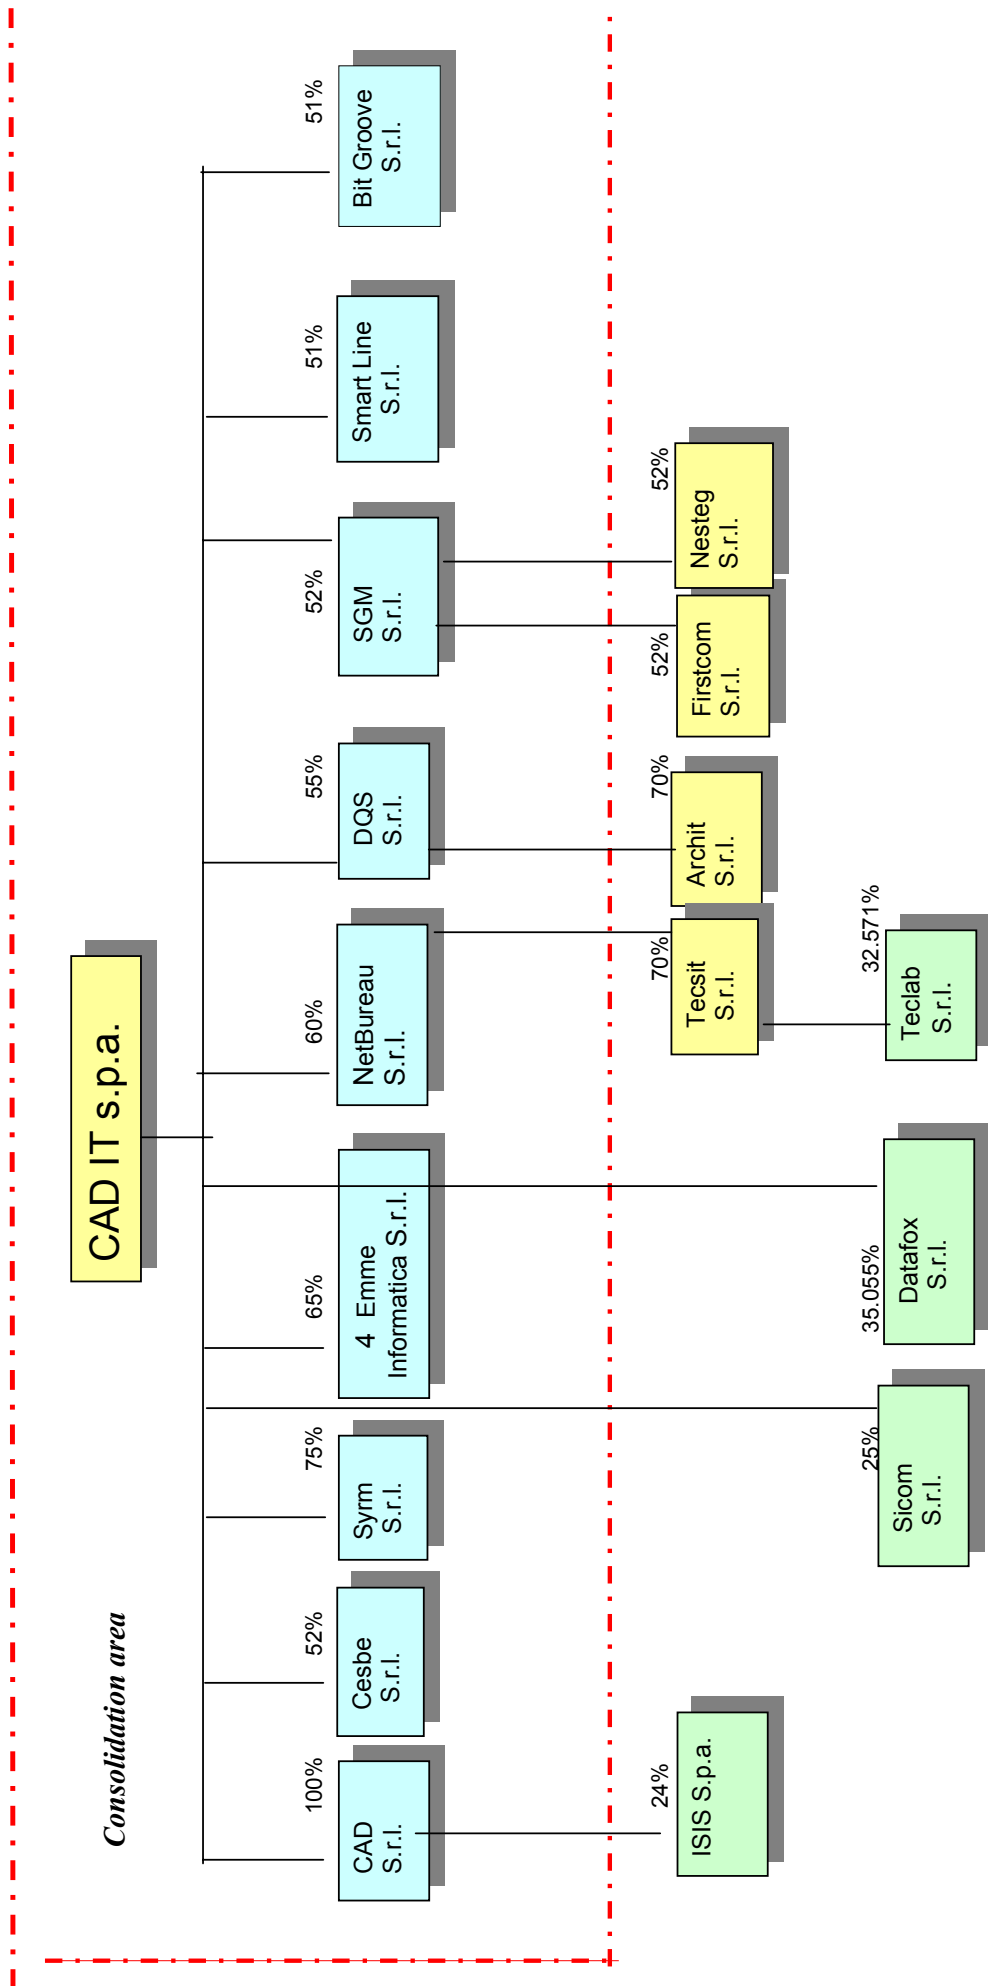 Consolidation area
CAD IT s.p.a.
100%
CAD
S.r.l.
52%
Cesbe
S.r.l.
75%
Syrm
S.r.l.
65%
4 Emme
Informatica S.r.l.
60%
NetBureau
S.r.l.
55%
DQS
S.r.l.
52%
SGM
S.r.l.
51%
Smart Line
S.r.l.
51%
Bit Groove
S.r.l.
24%
ISIS S.p.a.
70%
Tecsit
S.r.l.
70%
Archit
S.r.l.
52%
Firstcom
S.r.l.
52%
Nesteg
S.r.l.
25%
Sicom
S.r.l.
35.055%
Datafox
S.r.l.
32.571%
Teclab
S.r.l.